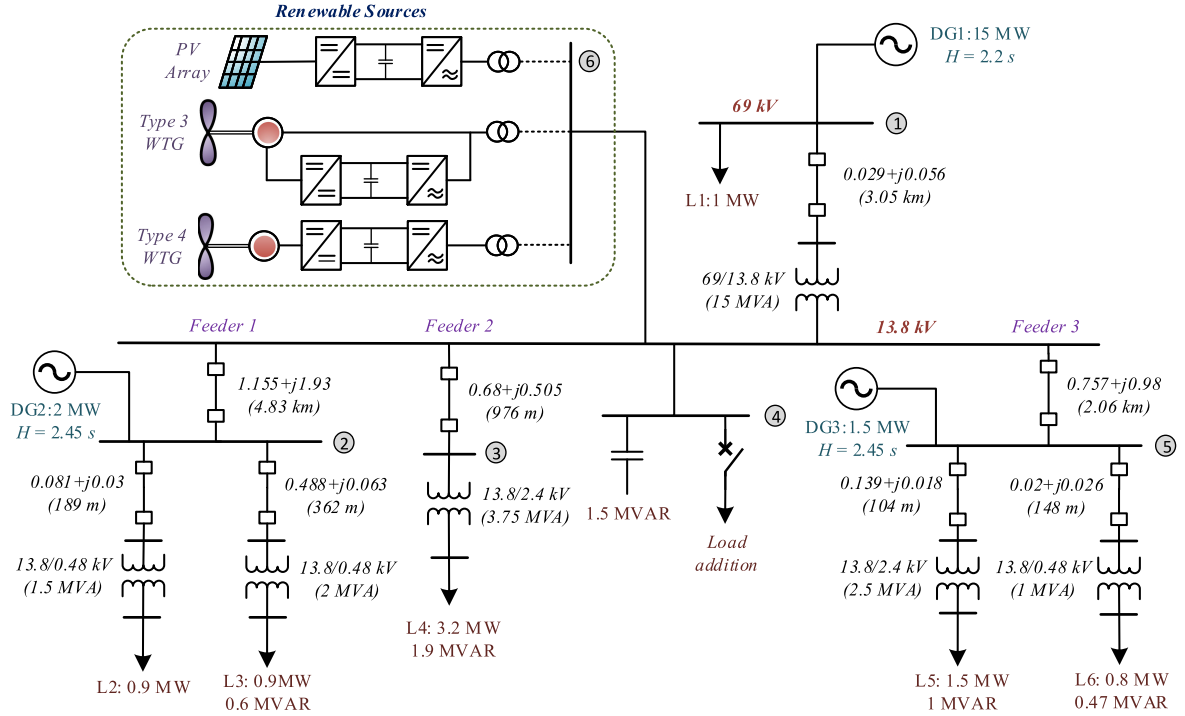 Renewable Sources
PV
Array
6
Type 3
WTG
Type 4
WTG
DG1:15 MW
H = 2.2 s
69 kV
1
L1:1 MW
0.029+j0.056
(3.05 km)
69/13.8 kV
(15 MVA)
Feeder 1
Feeder 2
13.8 kV
Feeder 3
DG2:2 MW
H = 2.45 s
1.155+j1.93
(4.83 km)
2
0.081+j0.03
(189 m)
0.488+j0.063
(362 m)
13.8/0.48 kV
(1.5 MVA)
13.8/0.48 kV
(2 MVA)
L2: 0.9 MW
L3: 0.9MW
0.6 MVAR
0.68+j0.505
(976 m)
3
13.8/2.4 kV
(3.75 MVA)
L4: 3.2 MW
1.9 MVAR
4
1.5 MVAR
Load
addition
DG3:1.5 MW
H = 2.45 s
0.757+j0.98
(2.06 km)
5
0.139+j0.018
(104 m)
0.02+j0.026
(148 m)
13.8/2.4 kV
(2.5 MVA)
13.8/0.48 kV
(1 MVA)
L5: 1.5 MW
1 MVAR
L6: 0.8 MW
0.47 MVAR